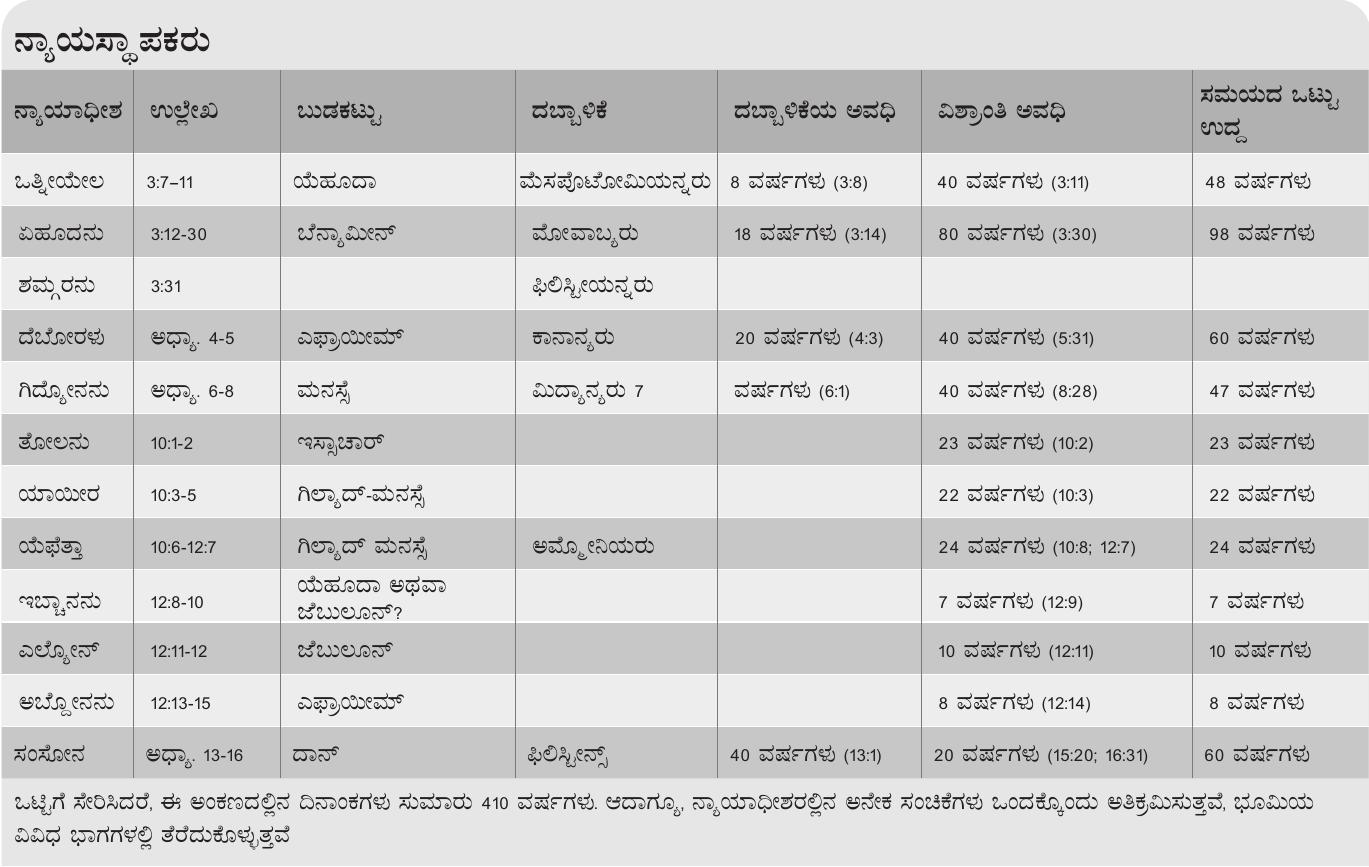 ನ್ಯಾಯಸ್ಥಾಪಕರು
ನ್ಯಾಯಾಧೀಶ ಉಲ್ಲೇಖ ಬುಡಕಟ್ಟು ದಬ್ಬಾಳಿಕೆ ದಬ್ಬಾಳಿಕೆಯ ಅವಧಿ ವಿಶ್ರಾಂತಿ ಅವಧಿ ಸಮಯದ ಒಟ್ಟು
ಉದ್ದ
ಒತ್ನೀಯೇಲ 3:7–11 ಯೆಹೂದಾ ಮೆಸಪೊಟೋಮಿಯನ್ನರು 8 ವರ್ಷಗಳು (3:8) 40 ವರ್ಷಗಳು (3:11) 48 ವರ್ಷಗಳು
ಏಹೂದನು 3:12-30 ಬೆನ್ಯಾಮೀನ್ ಮೋವಾಬ್ಯರು 18 ವರ್ಷಗಳು (3:14) 80 ವರ್ಷಗಳು (3:30) 98 ವರ್ಷಗಳು
ಶಮ್ಗರನು 3:31 ಫಿಲಿಸ್ಟೀಯನ್ನರು
ದೆಬೋರಳು ಅಧ್ಯಾ. 4-5 ಎಫ್ರಾಯೀಮ್ ಕಾನಾನ್ಯರು 20 ವರ್ಷಗಳು (4:3) 40 ವರ್ಷಗಳು (5:31) 60 ವರ್ಷಗಳು
ಗಿದ್ಯೋನನು ಅಧ್ಯಾ. 6-8 ಮನಸ್ಸೆ ಮಿದ್ಯಾನ್ಯರು 7 ವರ್ಷಗಳು (6:1) 40 ವರ್ಷಗಳು (8:28) 47 ವರ್ಷಗಳು
ತೋಲನು 10:1-2 ಇಸ್ಸಾಚಾರ್ 23 ವರ್ಷಗಳು (10:2) 23 ವರ್ಷಗಳು
ಯಾಯೀರ 10:3-5 ಗಿಲ್ಯಾದ್-ಮನಸ್ಸೆ 22 ವರ್ಷಗಳು (10:3) 22 ವರ್ಷಗಳು
ಯೆಫೆತ್ತಾ 10:6-12:7 ಗಿಲ್ಯಾದ್ ಮನಸ್ಸೆ ಅಮ್ಮೋನಿಯರು 24 ವರ್ಷಗಳು (10:8; 12:7) 24 ವರ್ಷಗಳು
ಇಬ್ಚಾನನು 12:8-10 ಯೆಹೂದಾ ಅಥವಾ
ಜೆಬುಲೂನ್? 7 ವರ್ಷಗಳು (12:9) 7 ವರ್ಷಗಳು
ಎಲ್ಯೋನ್ 12:11-12 ಜೆಬುಲೂನ್ 10 ವರ್ಷಗಳು (12:11) 10 ವರ್ಷಗಳು
ಅಬ್ದೋನನು 12:13-15 ಎಫ್ರಾಯೀಮ್ 8 ವರ್ಷಗಳು (12:14) 8 ವರ್ಷಗಳು
ಸಂಸೋನ ಅಧ್ಯಾ. 13-16 ದಾನ್ ಫಿಲಿಸ್ಟೀನ್ಸ್ 40 ವರ್ಷಗಳು (13:1) 20 ವರ್ಷಗಳು (15:20; 16:31) 60 ವರ್ಷಗಳು
ಒಟ್ಟಿಗೆ ಸೇರಿಸಿದರೆ, ಈ ಅಂಕಣದಲ್ಲಿನ ದಿನಾಂಕಗಳು ಸುಮಾರು 410 ವರ್ಷಗಳು. ಆದಾಗ್ಯೂ, ನ್ಯಾಯಾಧೀಶರಲ್ಲಿನ ಅನೇಕ ಸಂಚಿಕೆಗಳು ಒಂದಕ್ಕೊಂದು ಅತಿಕ್ರಮಿಸುತ್ತವೆ, ಭೂಮಿಯ
ವಿವಿಧ ಭಾಗಗಳಲ್ಲಿ ತೆರೆದುಕೊಳ್ಳುತ್ತವೆ